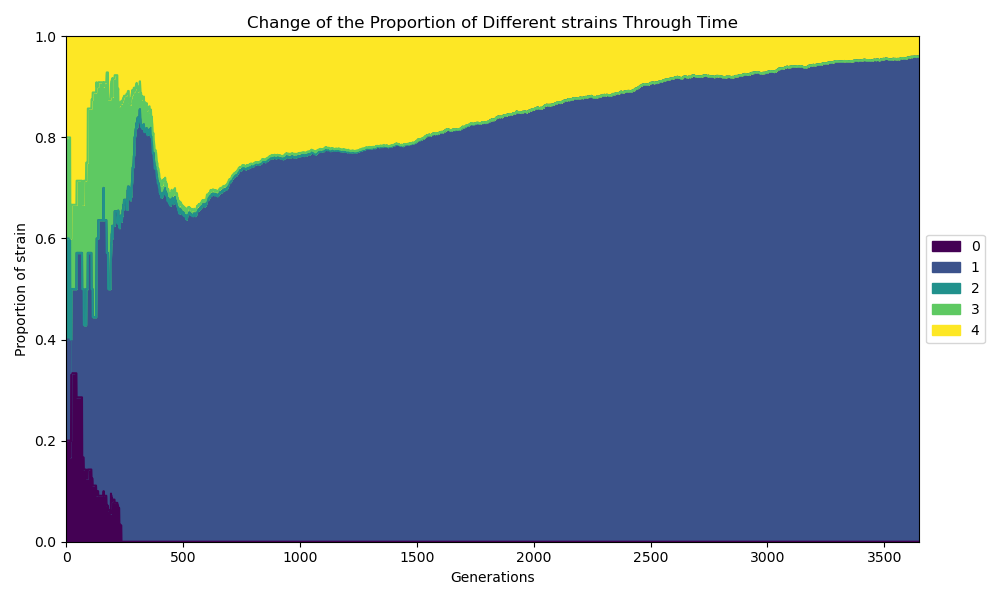 Change of the Proportion of Different strains Through Time
1.0
0.8
0.6
0.4
0.2
0.0
Proportion of strain
0
1
2
3
4
0 500 1000 1500 2000 2500 3000 3500
Generations